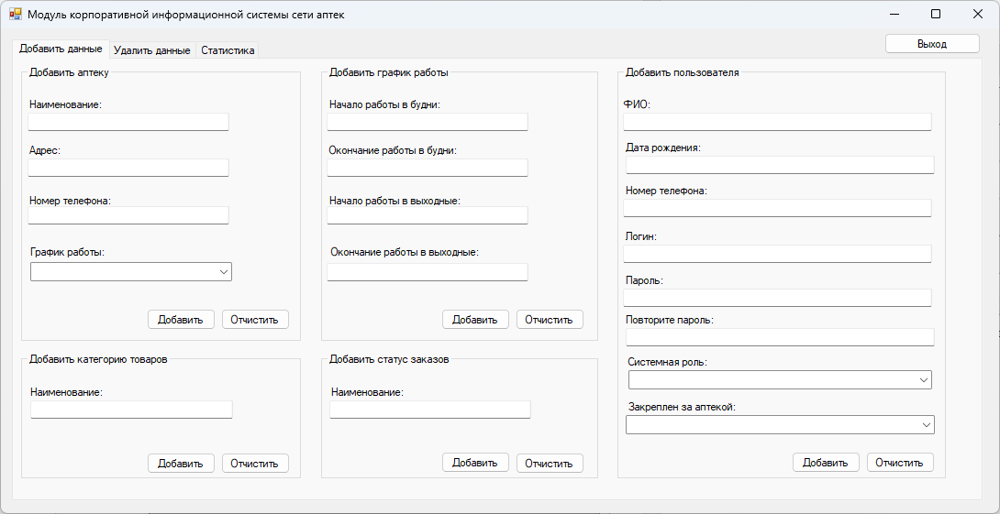 Модуль корпоративной информационной системы сети аптек
Выход
Добавить данные
Удалить данные
Статистика
Добавить аптеку
Наименование:
Адрес:
Номер телефона:
График работы:
Добавить
Отчистить
Добавить график работы
Начало работы в будни:
Окончание работы в будни:
Начало работы в выходные:
Окончание работы в выходные:
Добавить
Отчистить
Добавить пользователя
ФИО:
Дата рождения:
Номер телефона:
Логин:
Пароль:
Повторите пароль:
Системная роль:
Закреплен за аптекой:
Добавить
Отчистить
Добавить категорию товаров
Наименование:
Добавить
Отчистить
Добавить статус заказов
Наименование:
Добавить
Отчистить